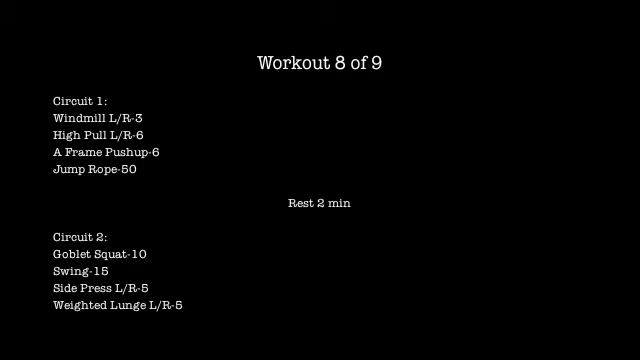 Workout 8 of 9
Circuit 1:
Windmill L/R-3
High Pull L/R-6
A Frame Pushup-6
Jump Rope-50
Rest 2 min
Circuit 2:
Goblet Squat-10
Swing-15
Side Press L/R-5
Weighted Lunge L/R-5